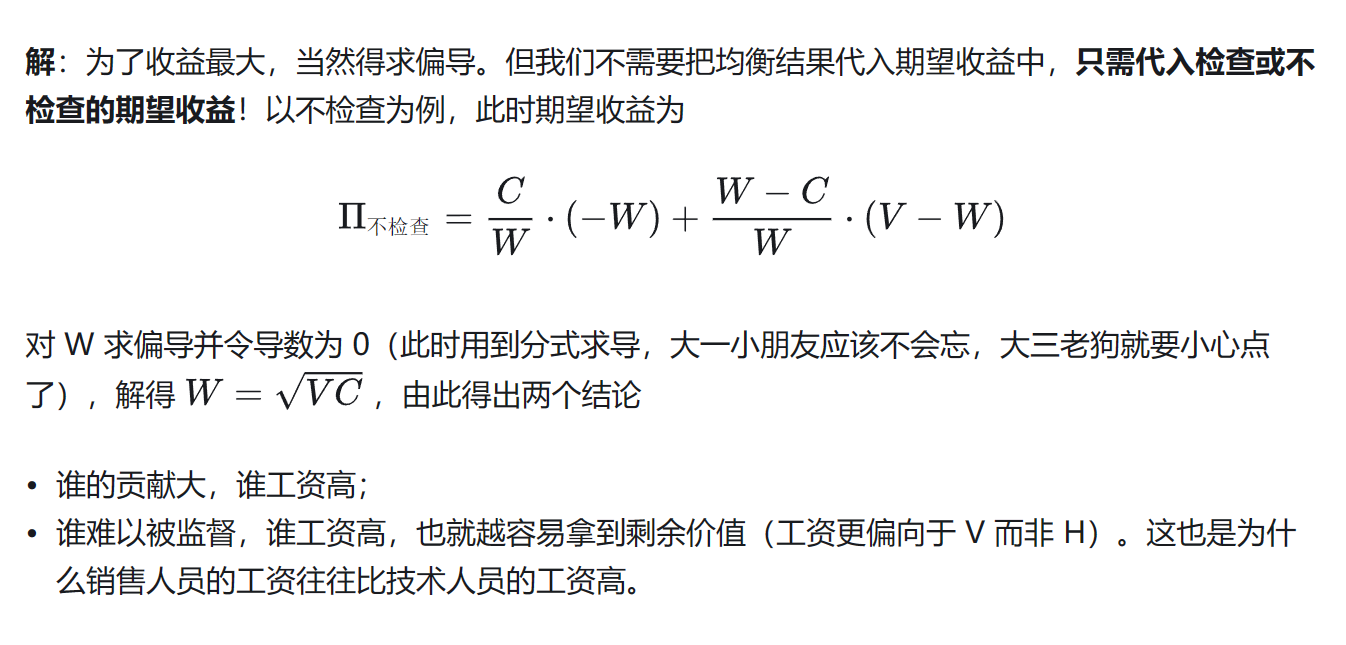 解：为了收益最大，当然得求偏导。但我们不需要把均衡结果代入期望收益中，只需代入检查或不
检查的期望收益！以不检查为例，此时期望收益为
Π不检查 = C/W · (−W) + (W − C)/W · (V − W)
对 W 求偏导并令导数为 0（此时用到分式求导，大一小朋友应该不会忘，大三老狗就要小心点
了），解得 W = √VC ，由此得出两个结论
• 谁的贡献大，谁工资高；
• 谁难以被监督，谁工资高，也就越容易拿到剩余价值（工资更偏向于 V 而非 H）。这也是为什
么销售人员的工资往往比技术人员的工资高。